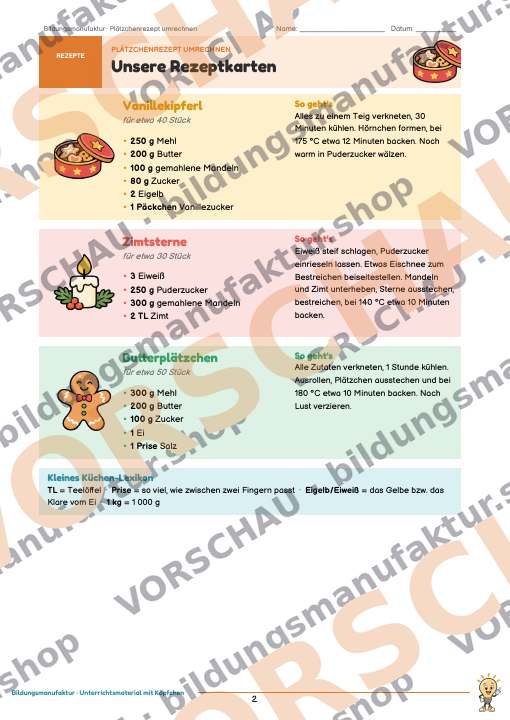 Bildungsmanufaktur · Plätzchenrezept umrechnen
Name: ____________________ Datum: __________
REZEPTE
PLÄTZCHENREZEPT UMRECHNEN
Unsere Rezeptkarten
Vanillekipferl
für etwa 40 Stück
• 250 g Mehl
• 200 g Butter
• 100 g gemahlene Mandeln
• 80 g Zucker
• 2 Eigelb
• 1 Päckchen Vanillezucker
So geht's
Alles zu einem Teig verkneten, 30
Minuten kühlen. Hörnchen formen, bei
175 °C etwa 12 Minuten backen. Noch
warm in Puderzucker wälzen.
Zimtsterne
für etwa 30 Stück
• 3 Eiweiß
• 250 g Puderzucker
• 300 g gemahlene Mandeln
• 2 TL Zimt
So geht's
Eiweiß steif schlagen, Puderzucker
einrieseln lassen. Etwas Eischnee zum
Bestreichen beiseitestellen. Mandeln
und Zimt unterheben, Sterne ausstechen,
bestreichen, bei 140 °C etwa 10 Minuten
backen.
Butterplätzchen
für etwa 50 Stück
• 300 g Mehl
• 200 g Butter
• 100 g Zucker
• 1 Ei
• 1 Prise Salz
So geht's
Alle Zutaten verkneten, 1 Stunde kühlen.
Ausrollen, Plätzchen ausstechen und bei
180 °C etwa 10 Minuten backen. Nach
Lust verzieren.
Kleines Küchen-Lexikon
TL = Teelöffel · Prise = so viel, wie zwischen zwei Fingern passt · Eigelb/Eiweiß = das Gelbe bzw. das
Klare vom Ei · 1 kg = 1 000 g
Bildungsmanufaktur · Unterrichtsmaterial mit Köpfchen
2
VORSCHAU · bildungsmanufaktur.shop
VORSCHAU